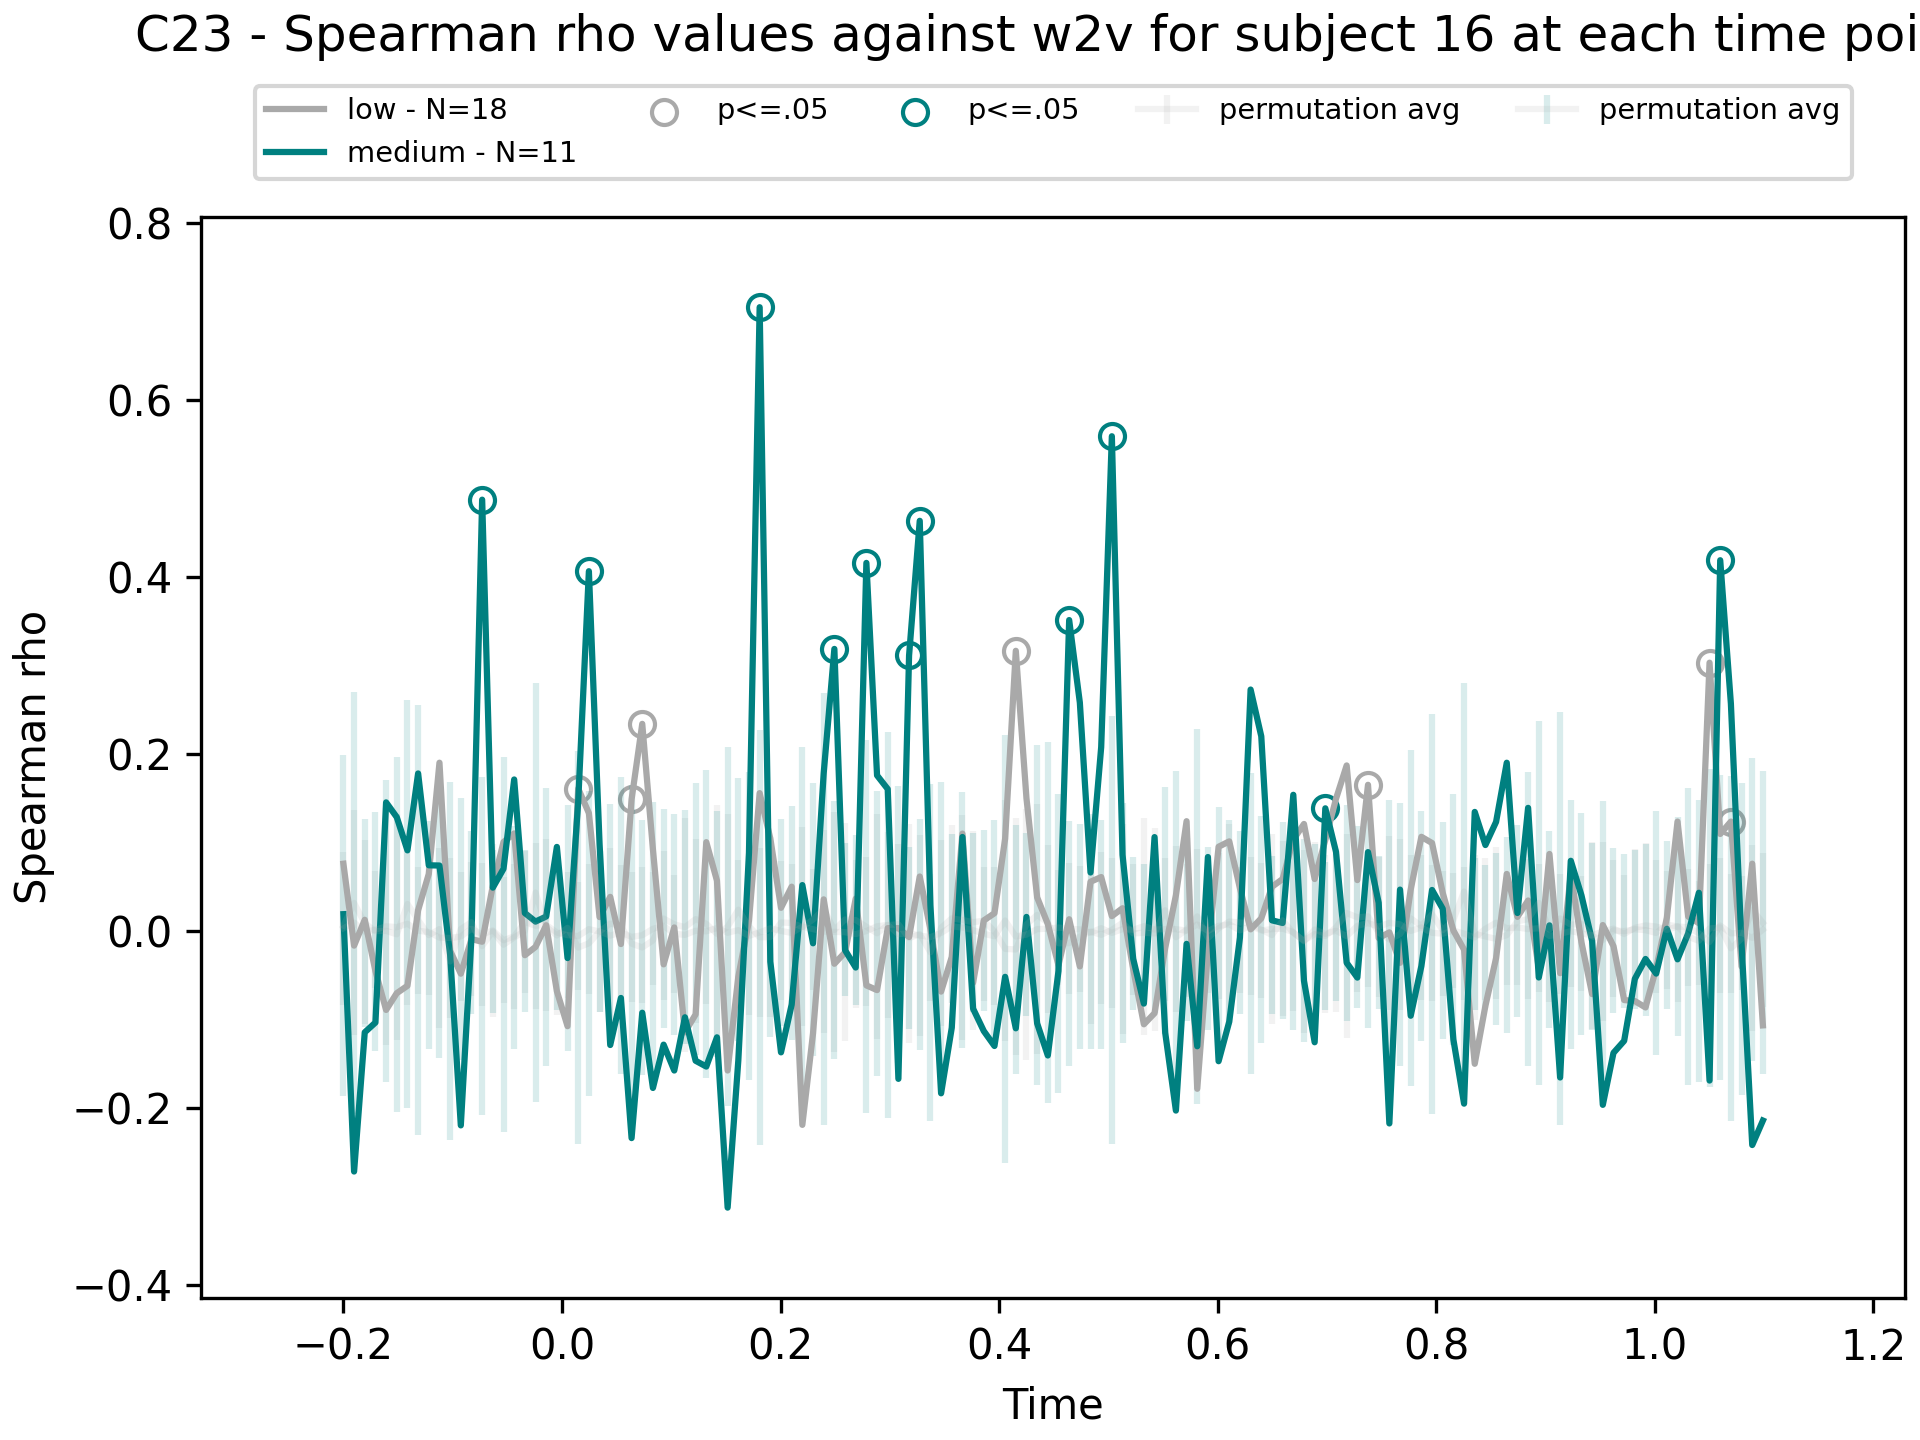 C23 - Spearman rho values against w2v for subject 16 at each time poi
low - N=18 p<=.05 p<=.05 permutation avg permutation avg
medium - N=11
Spearman rho
0.8
0.6
0.4
0.2
0.0
−0.2
−0.4
−0.2 0.0 0.2 0.4 0.6 0.8 1.0 1.2
Time